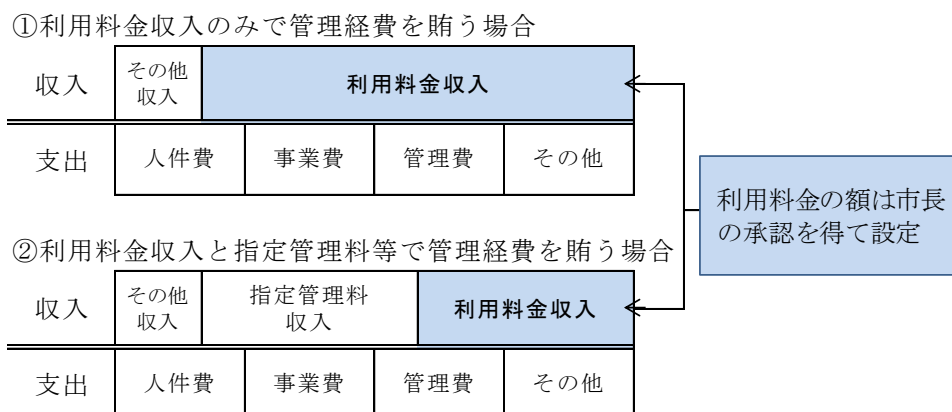 ①利用料金収入のみで管理経費を賄う場合
収入
その他
収入
利用料金収入
支出
人件費
事業費
管理費
その他
利用料金の額は市長
の承認を得て設定
②利用料金収入と指定管理料等で管理経費を賄う場合
収入
その他
収入
指定管理料
収入
利用料金収入
支出
人件費
事業費
管理費
その他